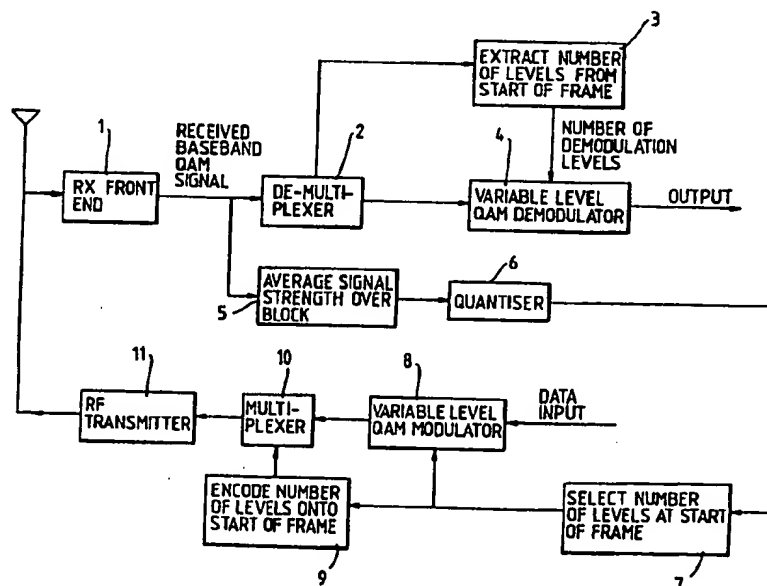 3
EXTRACT NUMBER
OF LEVELS FROM
START OF FRAME
1
RECEIVED
BASEBAND
QAM
SIGNAL
2
NUMBER OF
DEMODULATION
LEVELS
4
RX FRONT
END
DE-MULTI-
PLEXER
VARIABLE LEVEL
QAM DEMODULATOR
OUTPUT
AVERAGE SIGNAL
STRENGTH OVER
BLOCK
5
6
QUANTISER
11
RF
TRANSMITTER
10
MULTI-
PLEXER
8
VARIABLE LEVEL
QAM MODULATOR
DATA
INPUT
ENCODE NUMBER
OF LEVELS ONTO
START OF FRAME
9
SELECT NUMBER
OF LEVELS AT START
OF FRAME
7